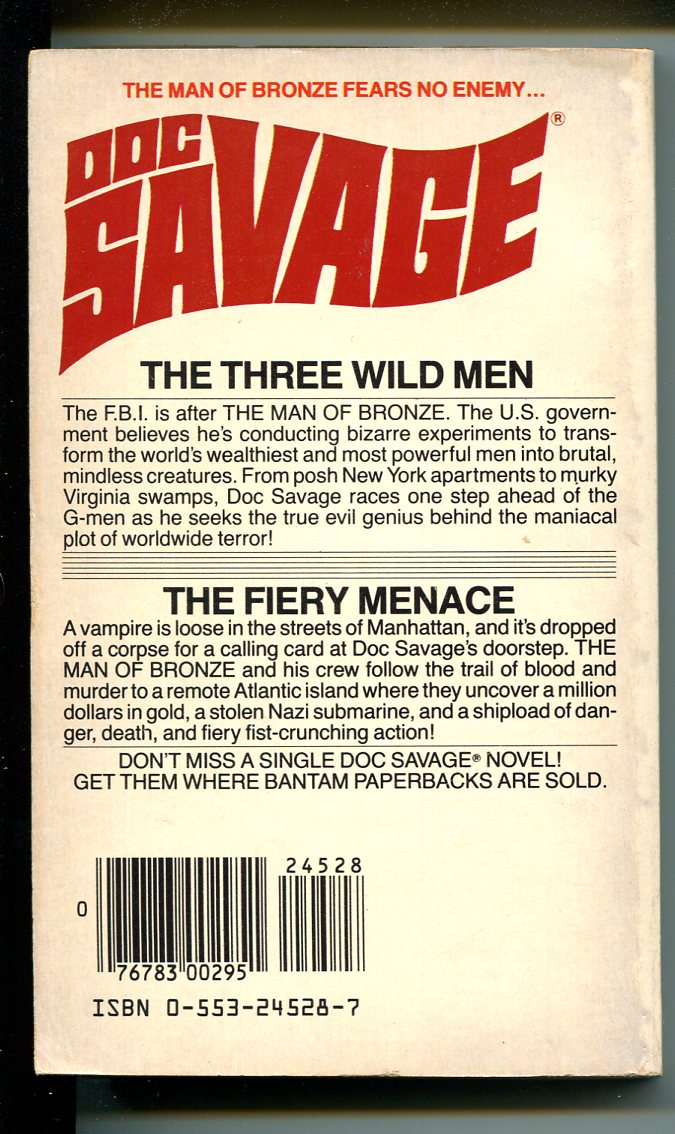 THE MAN OF BRONZE FEARS NO ENEMY...
DOC
SAVAGE®
THE THREE WILD MEN
The F.B.I. is after THE MAN OF BRONZE. The U.S. govern-
ment believes he's conducting bizarre experiments to trans-
form the world's wealthiest and most powerful men into brutal,
mindless creatures. From posh New York apartments to murky
Virginia swamps, Doc Savage races one step ahead of the
G-men as he seeks the true evil genius behind the maniacal
plot of worldwide terror!
THE FIERY MENACE
A vampire is loose in the streets of Manhattan, and it's dropped
off a corpse for a calling card at Doc Savage's doorstep. THE
MAN OF BRONZE and his crew follow the trail of blood and
murder to a remote Atlantic island where they uncover a million
dollars in gold, a stolen Nazi submarine, and a shipload of dan-
ger, death, and fiery fist-crunching action!
DON'T MISS A SINGLE DOC SAVAGE® NOVEL!
GET THEM WHERE BANTAM PAPERBACKS ARE SOLD.
24528
0
76783 00295
ISBN 0-553-24528-7